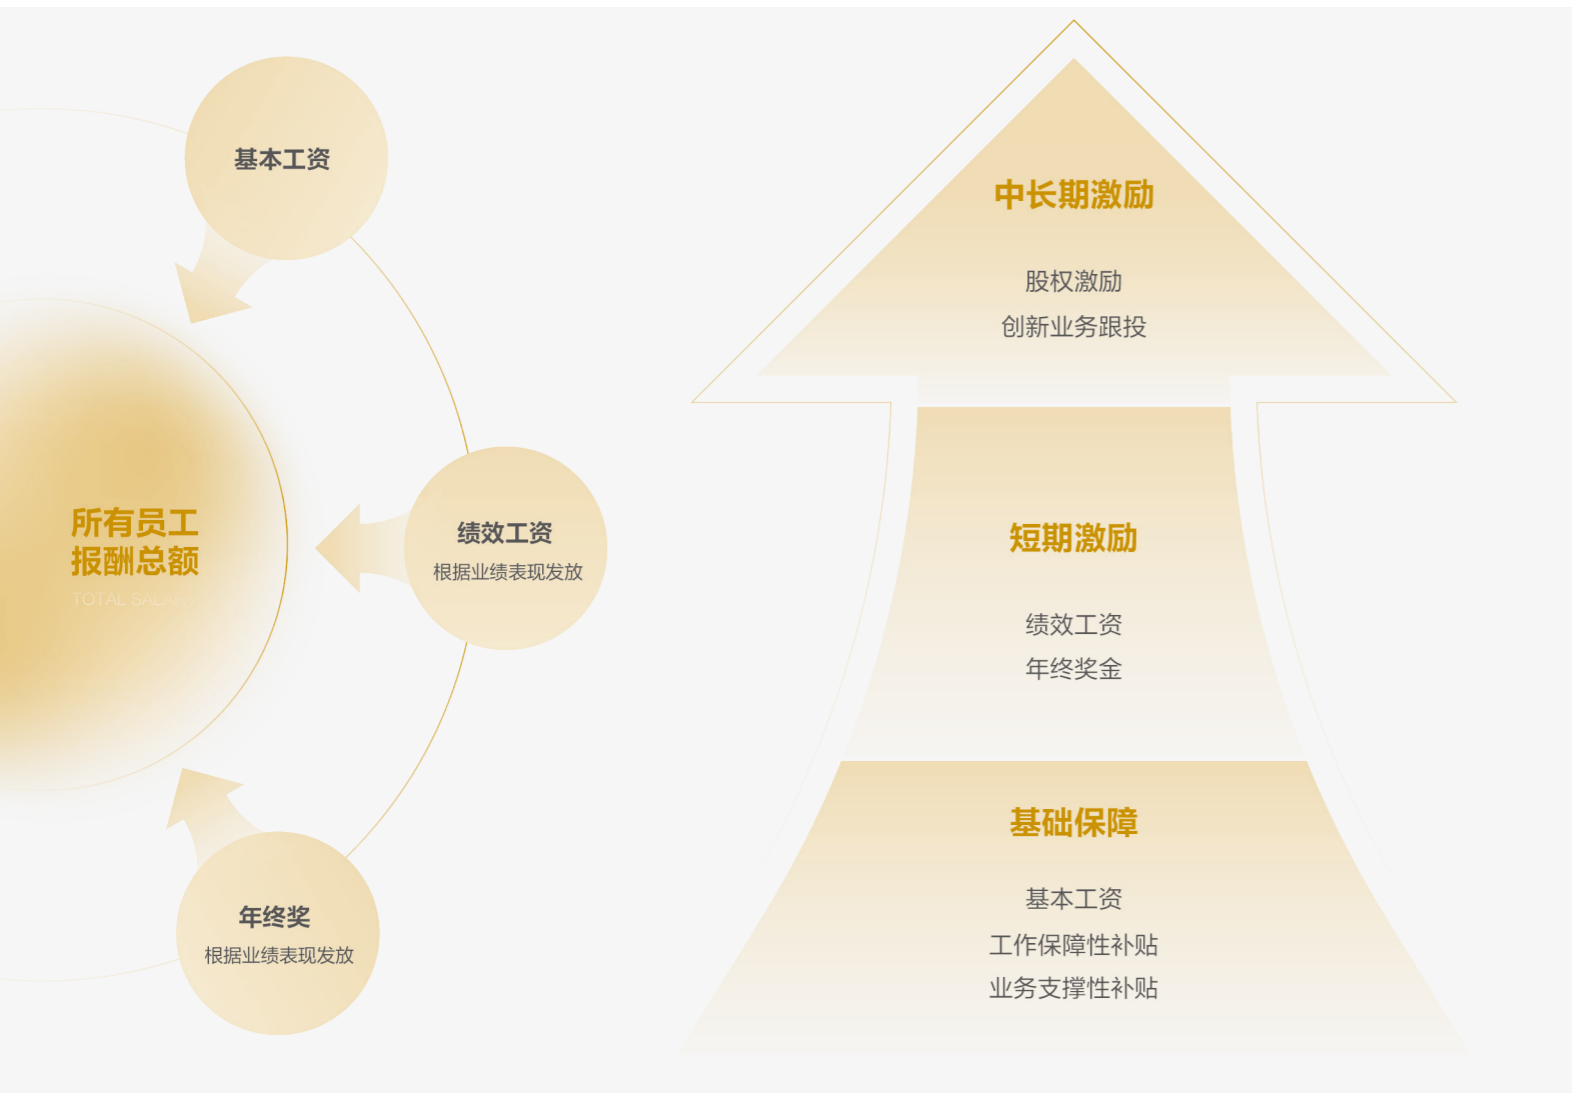 基本工资
所有员工
报酬总额
TOTAL SALARY
绩效工资
根据业绩表现发放
年终奖
根据业绩表现发放
中长期激励
股权激励
创新业务跟投
短期激励
绩效工资
年终奖金
基础保障
基本工资
工作保障性补贴
业务支撑性补贴